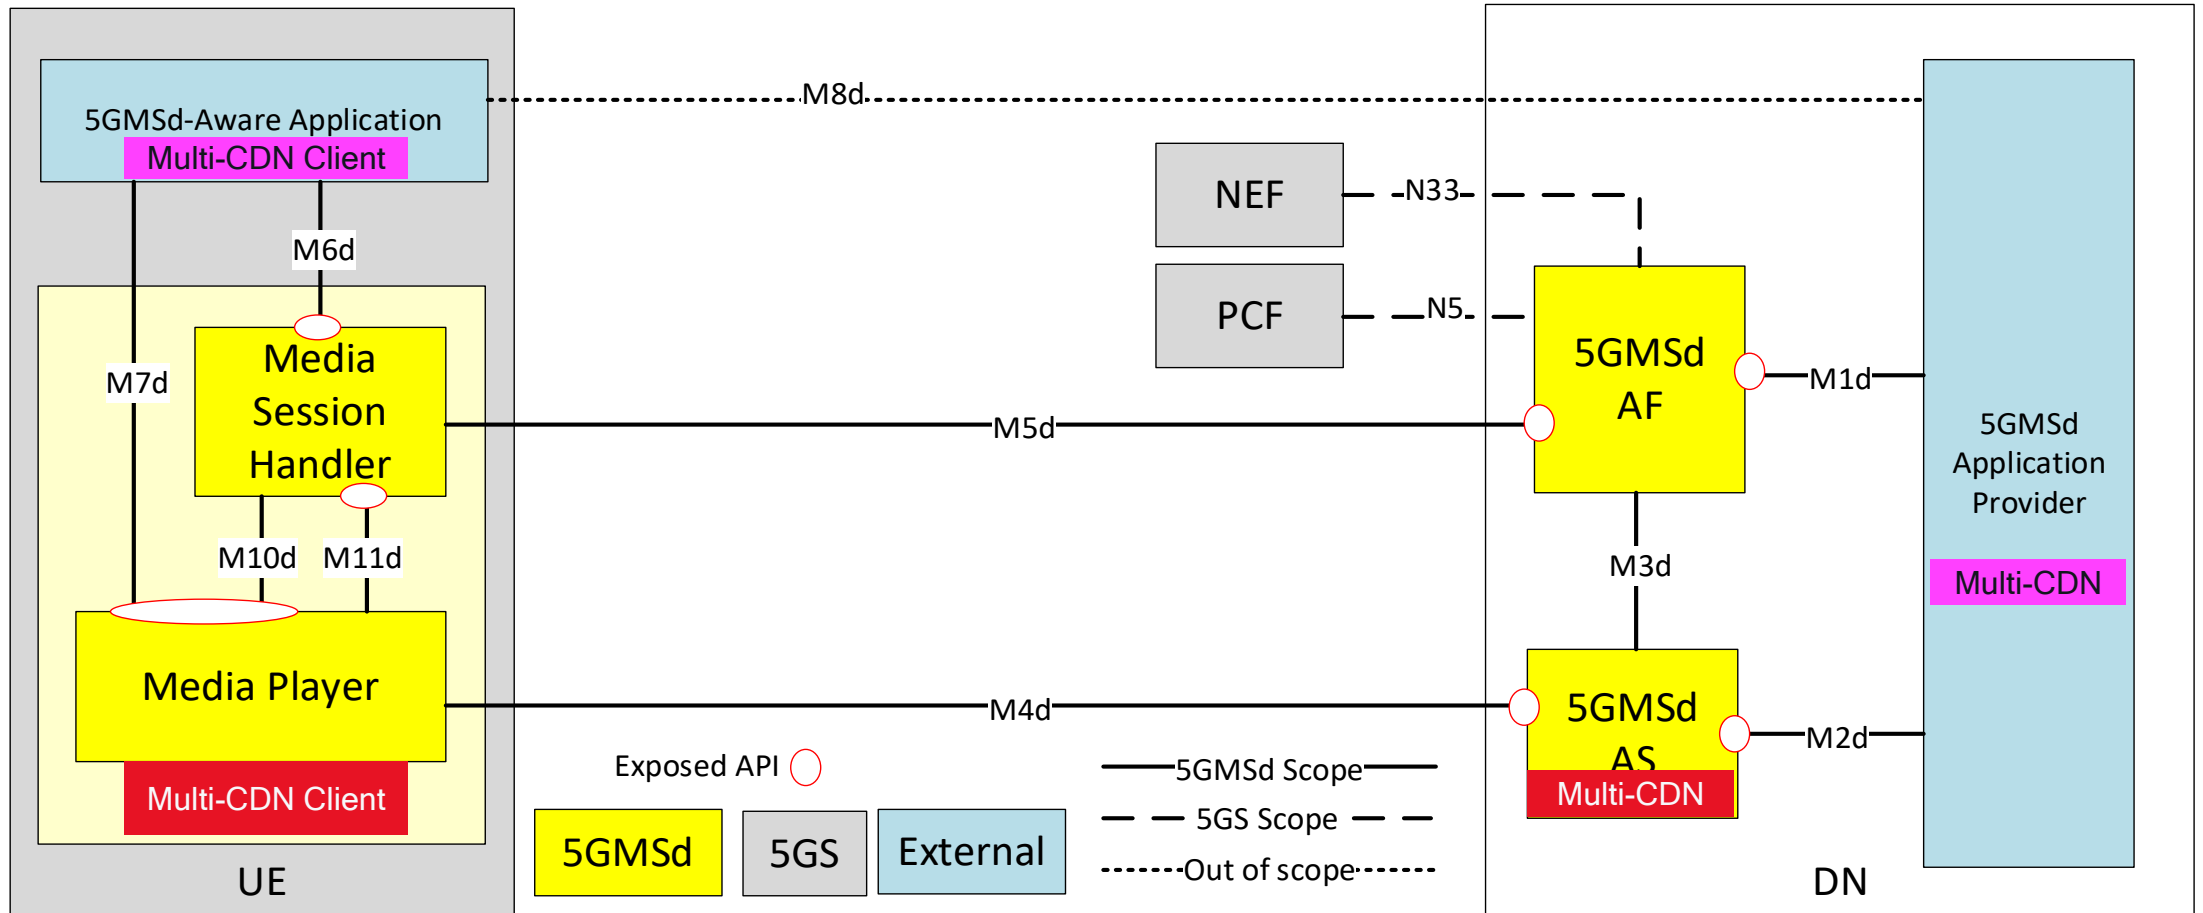 M8d
5GMSd-Aware Application
Multi-CDN Client
NEF
N33
M6d
PCF
N5
M7d
Media
Session
Handler
5GMSd
AF
M1d
M5d
5GMSd
Application
Provider
M10d
M11d
M3d
Multi-CDN
Media Player
M4d
5GMSd
AS
Multi-CDN
M2d
Multi-CDN Client
Exposed API
5GMSd Scope
5GS Scope
Out of scope
5GMSd
5GS
External
UE
DN